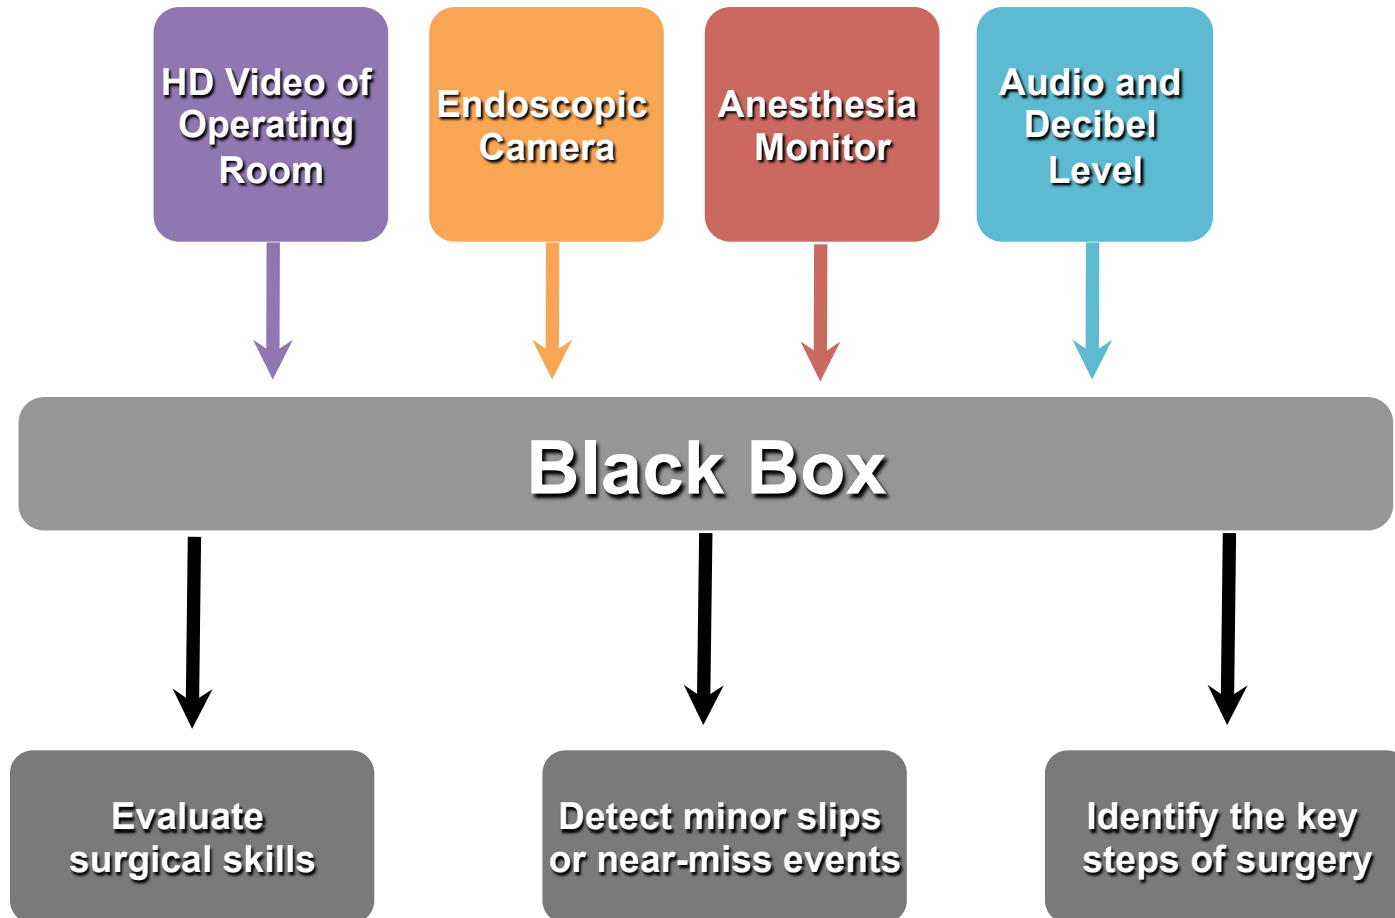 HD Video of
Operating
Room
Endoscopic
Camera
Anesthesia
Monitor
Audio and
Decibel
Level
Black Box
Evaluate
surgical skills
Detect minor slips
or near-miss events
Identify the key
steps of surgery